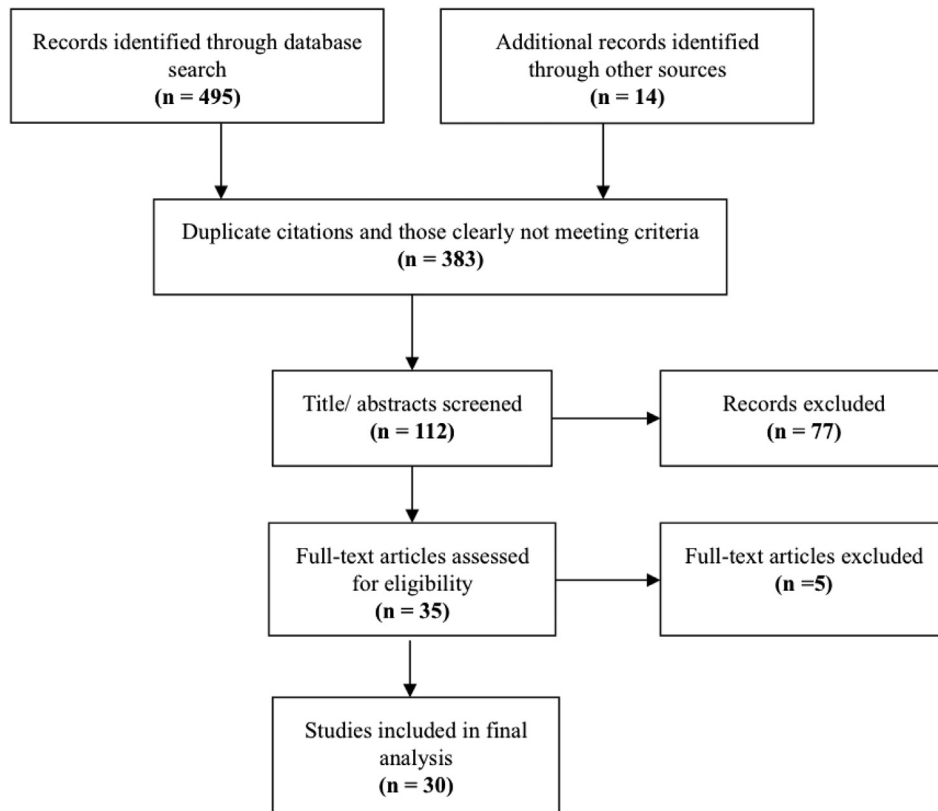 Records identified through database
search
(n = 495)
Additional records identified
through other sources
(n = 14)
Duplicate citations and those clearly not meeting criteria
(n = 383)
Title/ abstracts screened
(n = 112)
Records excluded
(n = 77)
Full-text articles assessed
for eligibility
(n = 35)
Full-text articles excluded
(n =5)
Studies included in final
analysis
(n = 30)